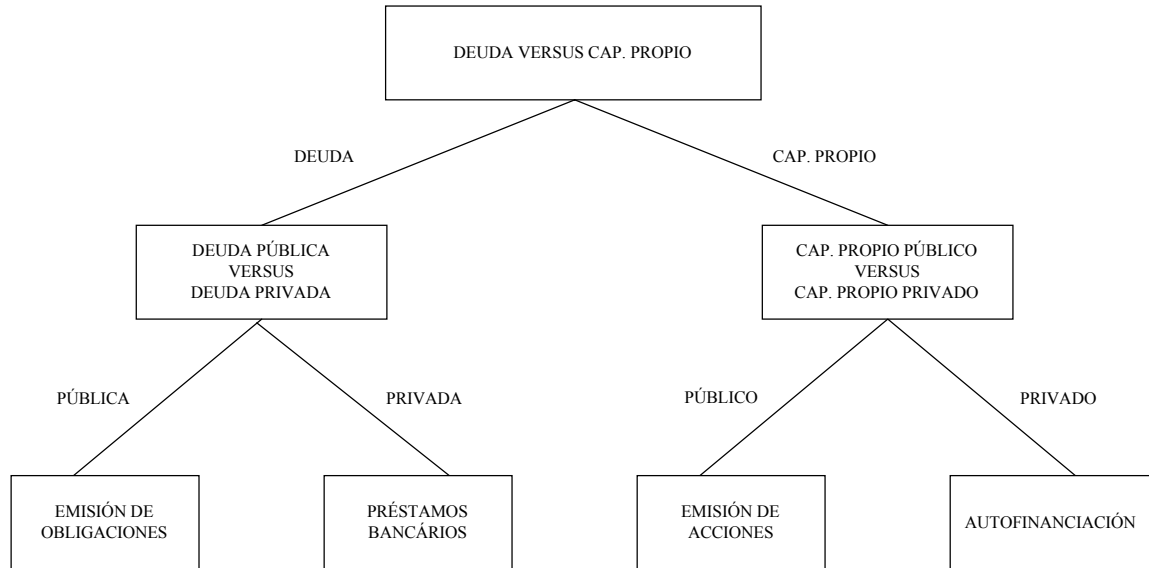 DEUDA VERSUS CAP. PROPIO
DEUDA
CAP. PROPIO
DEUDA PÚBLICA
VERSUS
DEUDA PRIVADA
CAP. PROPIO PÚBLICO
VERSUS
CAP. PROPIO PRIVADO
PÚBLICA
PRIVADA
PÚBLICO
PRIVADO
EMISIÓN DE
OBLIGACIONES
PRÉSTAMOS
BANCÁRIOS
EMISIÓN DE
ACCIONES
AUTOFINANCIACIÓN